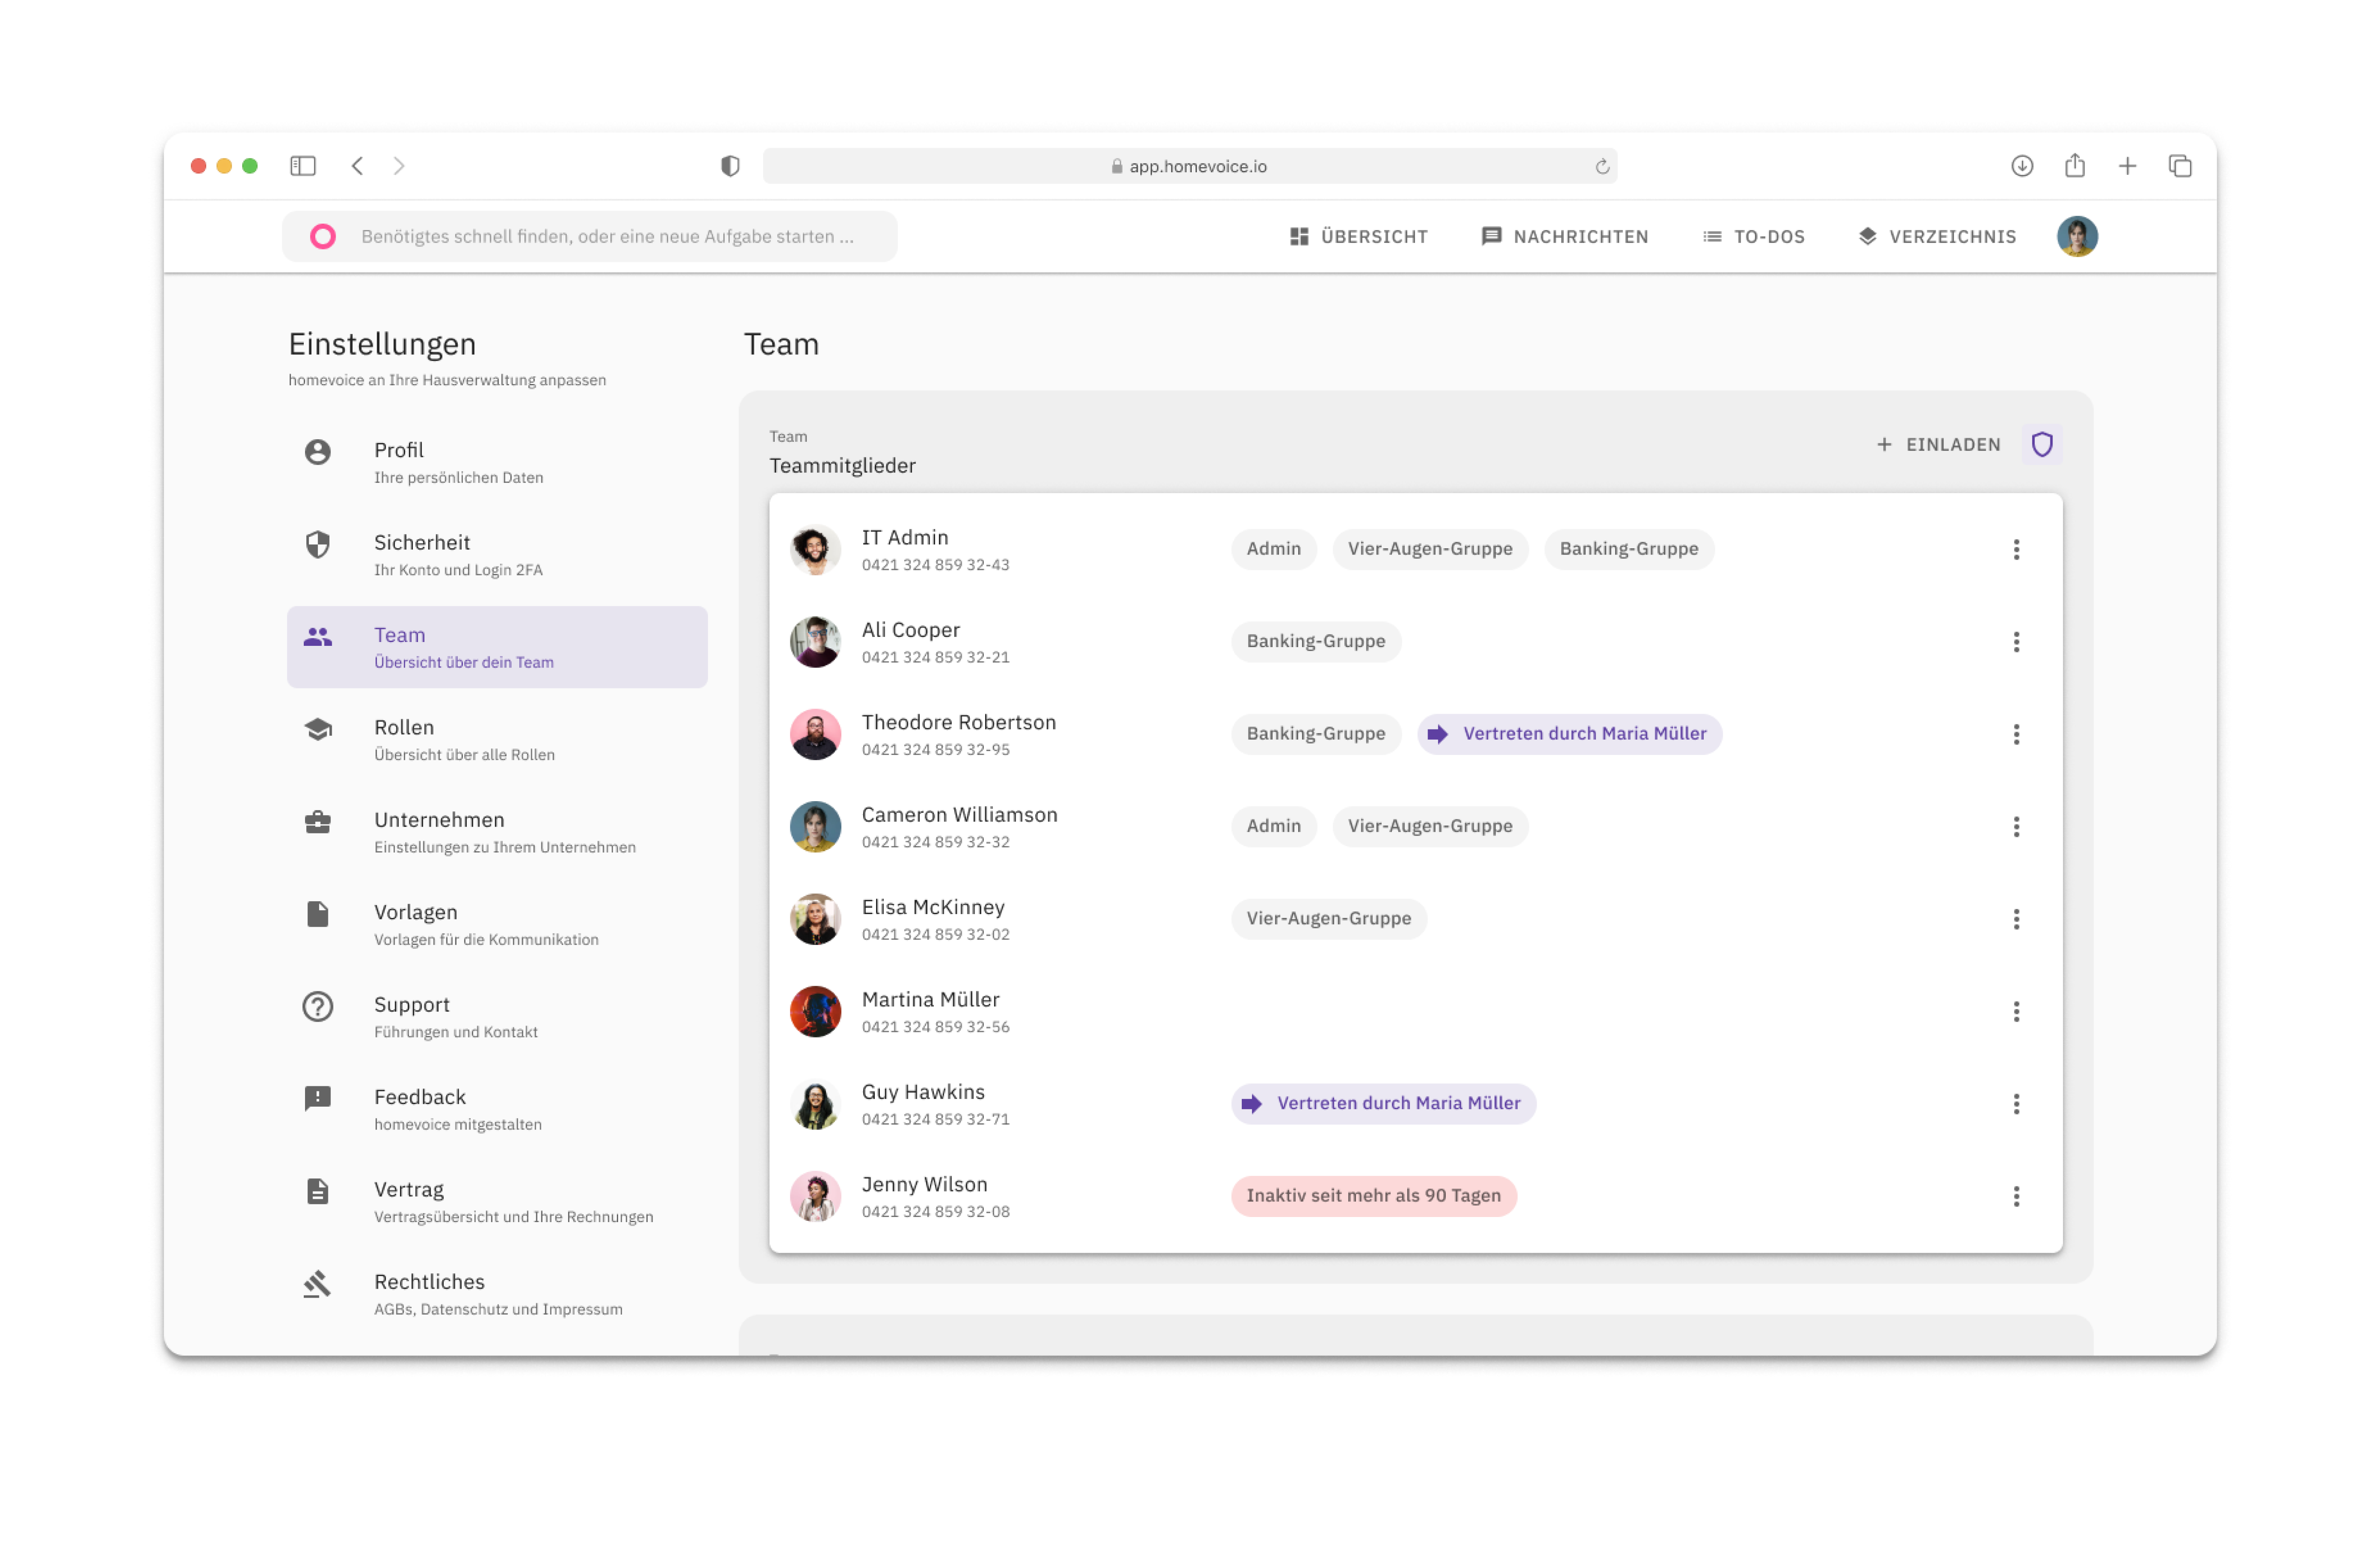 app.homevoice.io
Benötigtes schnell finden, oder eine neue Aufgabe starten ...
ÜBERSICHT
NACHRICHTEN
TO-DOS
VERZEICHNIS
Einstellungen
homevoice an Ihre Hausverwaltung anpassen
Profil
Ihre persönlichen Daten
Sicherheit
Ihr Konto und Login 2FA
Team
Übersicht über dein Team
Rollen
Übersicht über alle Rollen
Unternehmen
Einstellungen zu Ihrem Unternehmen
Vorlagen
Vorlagen für die Kommunikation
Support
Führungen und Kontakt
Feedback
homevoice mitgestalten
Vertrag
Vertragsübersicht und Ihre Rechnungen
Rechtliches
AGBs, Datenschutz und Impressum
Team
Team
Teammitglieder
+ EINLADEN
IT Admin
0421 324 859 32-43
Admin
Vier-Augen-Gruppe
Banking-Gruppe
Ali Cooper
0421 324 859 32-21
Banking-Gruppe
Theodore Robertson
0421 324 859 32-95
Banking-Gruppe
Vertreten durch Maria Müller
Cameron Williamson
0421 324 859 32-32
Admin
Vier-Augen-Gruppe
Elisa McKinney
0421 324 859 32-02
Vier-Augen-Gruppe
Martina Müller
0421 324 859 32-56
Guy Hawkins
0421 324 859 32-71
Vertreten durch Maria Müller
Jenny Wilson
0421 324 859 32-08
Inaktiv seit mehr als 90 Tagen